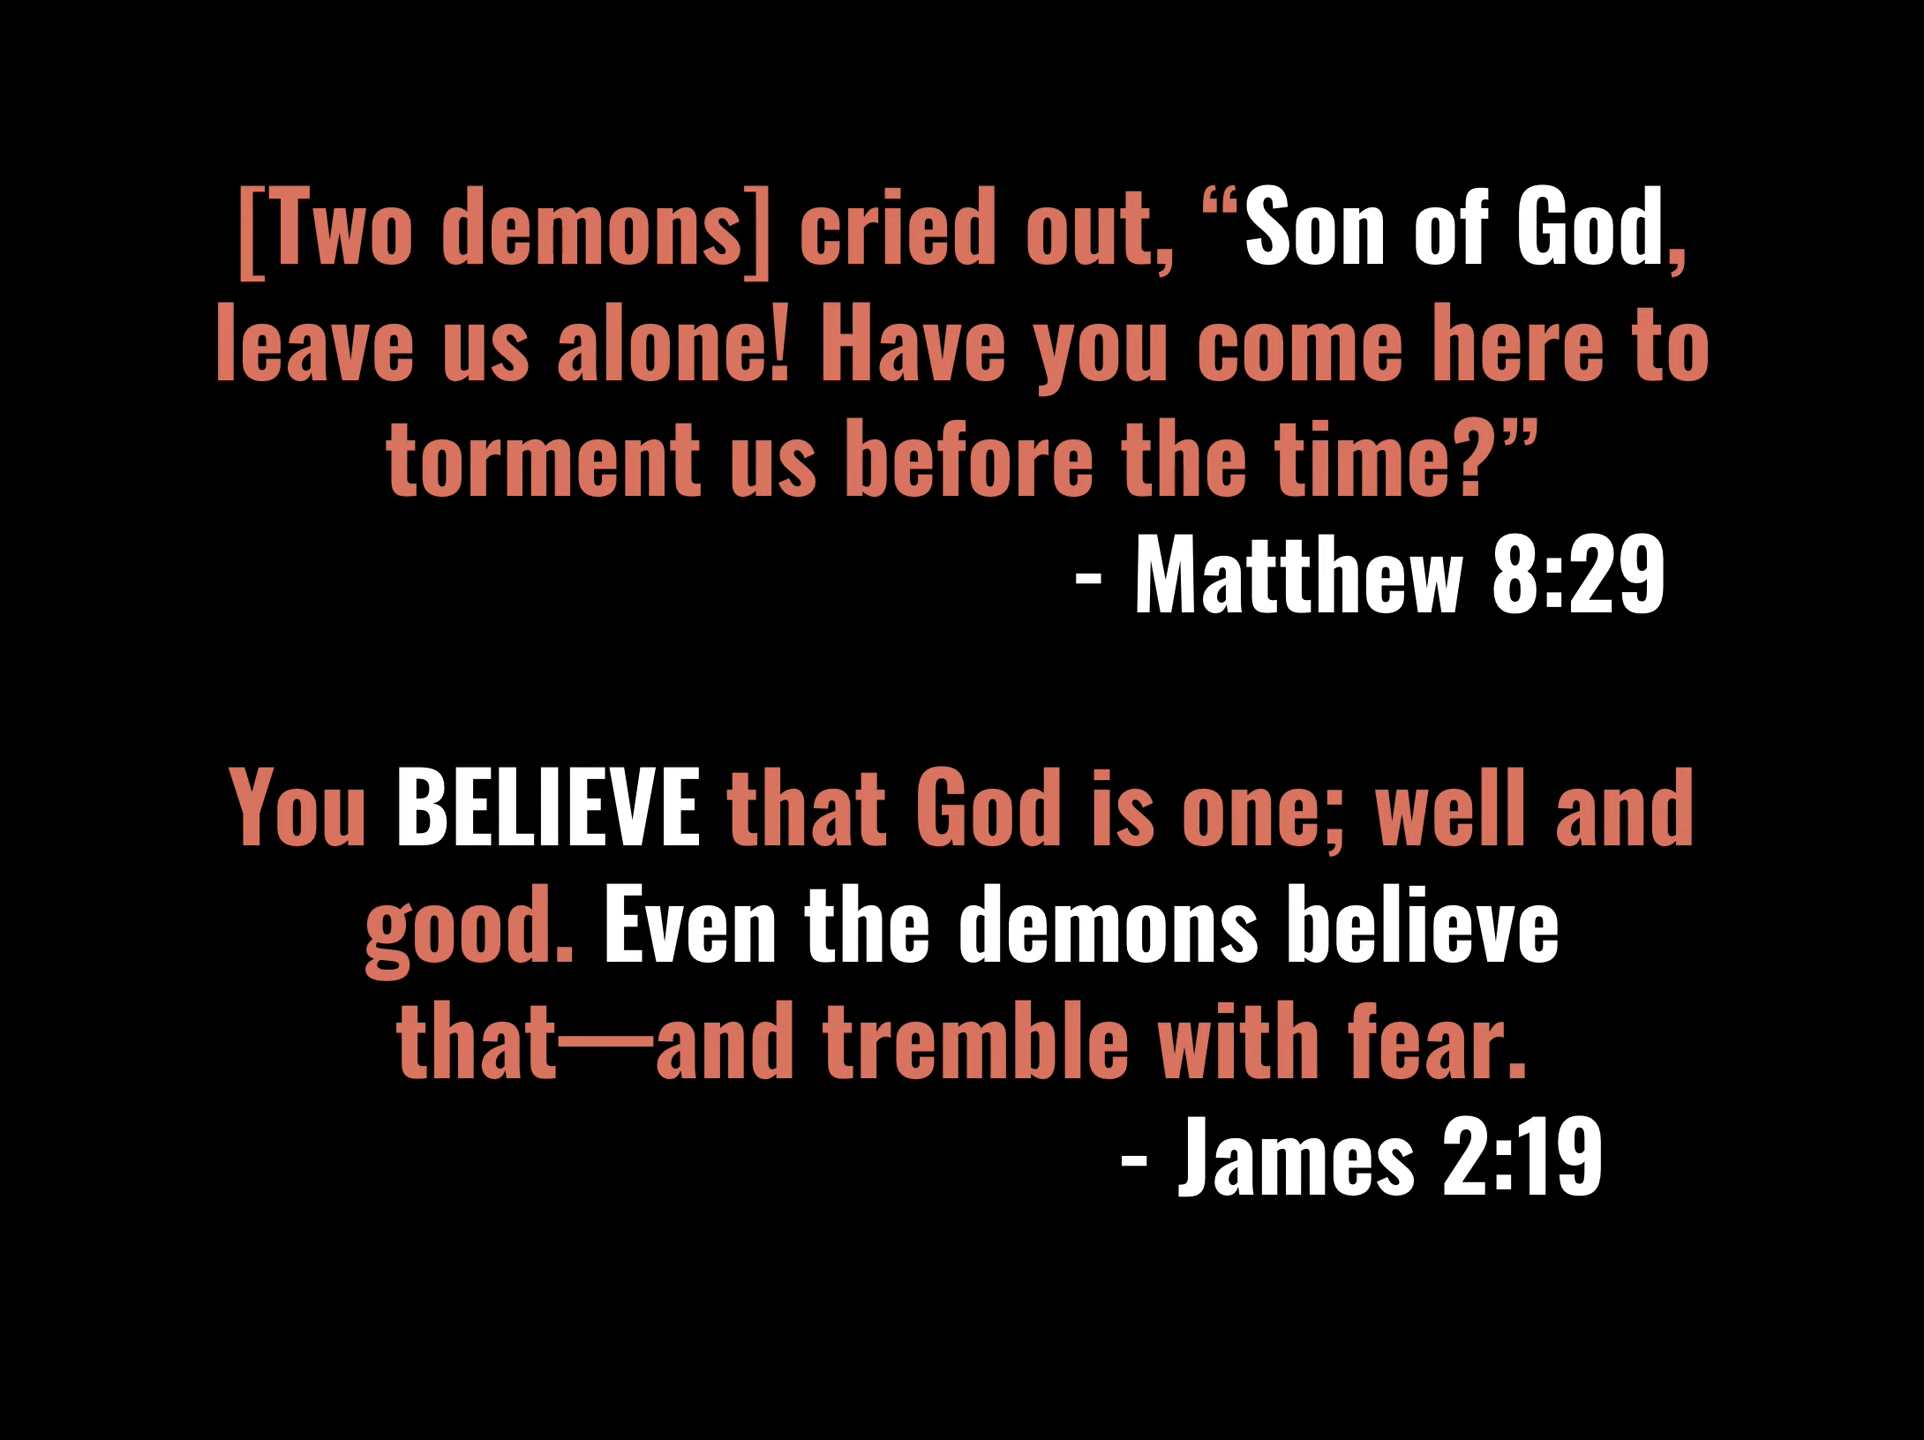 [Two demons] cried out, “Son of God,
leave us alone! Have you come here to
torment us before the time?”
- Matthew 8:29
You BELIEVE that God is one; well and
good. Even the demons believe
that—and tremble with fear.
- James 2:19